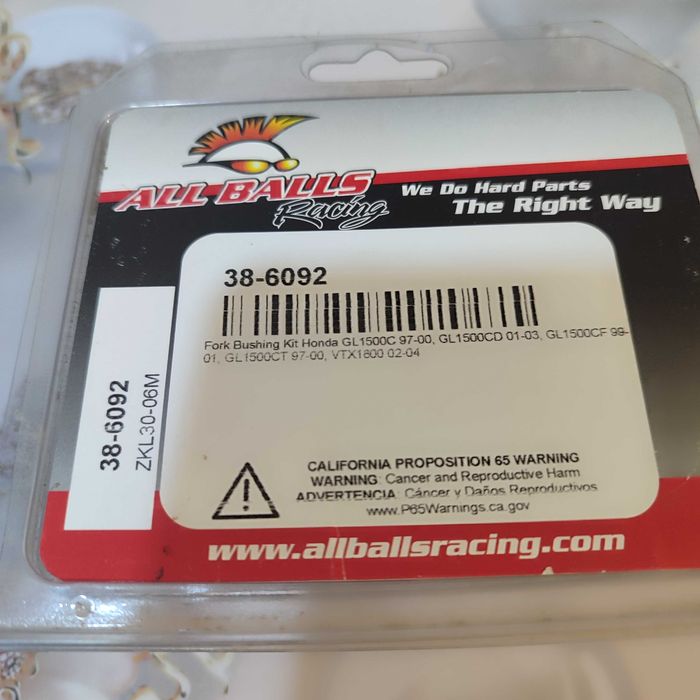 ALL BALLS
Racing
We Do Hard Parts
The Right Way
38-6092
Fork Bushing Kit Honda GL1500C 97-00, GL1500CD 01-03, GL1500CF 99-
01, GL1500CT 97-00, VTX1800 02-04
38-6092
ZKL30-06M
CALIFORNIA PROPOSITION 65 WARNING
WARNING: Cancer and Reproductive Harm
ADVERTENCIA: Cáncer y Daños Reproductivos
www.P65Warnings.ca.gov
www.allballsracing.com